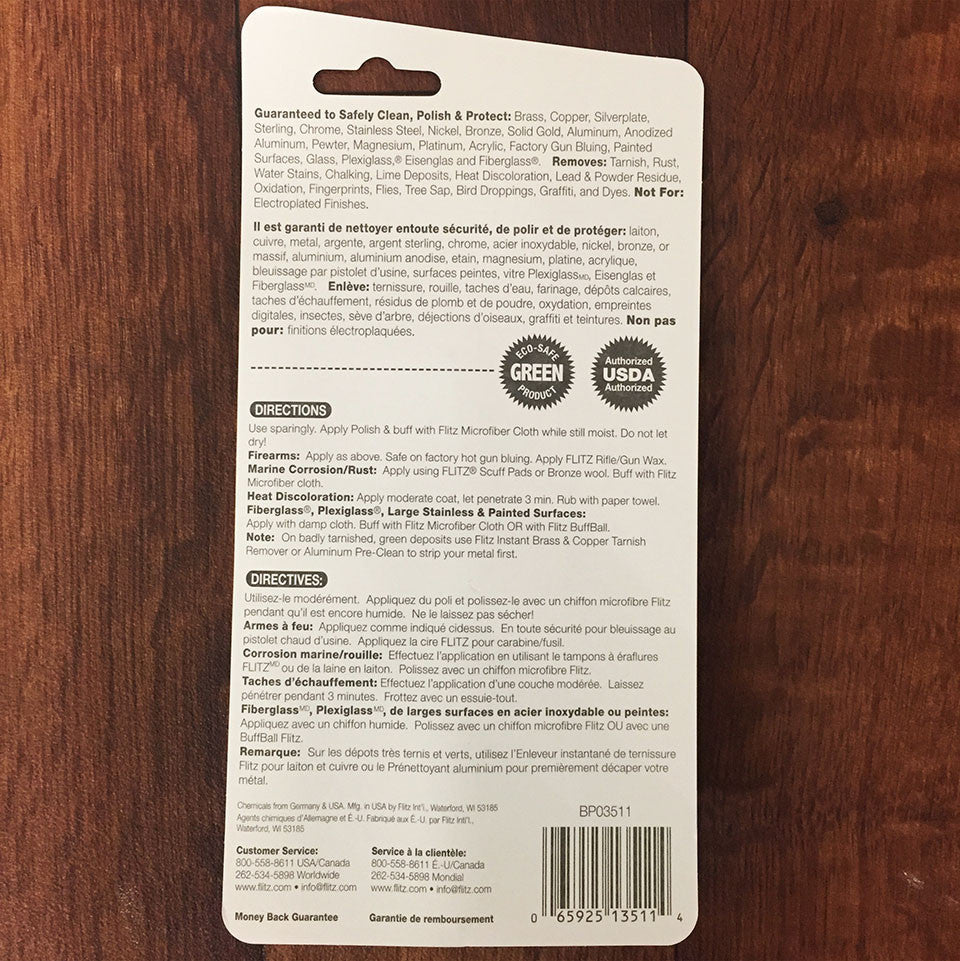 Guaranteed to Safely Clean, Polish & Protect: Brass, Copper, Silverplate,
Sterling, Chrome, Stainless Steel, Nickel, Bronze, Solid Gold, Aluminum, Anodized
Aluminum, Pewter, Magnesium, Platinum, Acrylic, Factory Gun Bluing, Painted
Surfaces, Glass, Plexiglass,® Eisenglas and Fiberglass®. Removes: Tarnish, Rust,
Water Stains, Chalking, Lime Deposits, Heat Discoloration, Lead & Powder Residue,
Oxidation, Fingerprints, Flies, Tree Sap, Bird Droppings, Graffiti, and Dyes. Not For:
Electroplated Finishes.
Il est garanti de nettoyer entoute sécurité, de polir et de protéger: laiton,
cuivre, metal, argente, argent sterling, chrome, acier inoxydable, nickel, bronze, or
massif, aluminium, aluminium anodise, etain, magnesium, platine, acrylique,
bleuissage par pistolet d'usine, surfaces peintes, vitre PlexiglassMD, Eisenglas et
FiberglassMD. Enlève: ternissure, rouille, taches d'eau, farinage, dépôts calcaires,
taches d'échauffement, résidus de plomb et de poudre, oxydation, empreintes
digitales, insectes, sève d'arbre, déjections d'oiseaux, graffiti et teintures. Non pas
pour: finitions électroplaquées.
ECO-SAFE
GREEN
PRODUCT
Authorized
USDA
Authorized
DIRECTIONS
Use sparingly. Apply Polish & buff with Flitz Microfiber Cloth while still moist. Do not let
dry!
Firearms: Apply as above. Safe on factory hot gun bluing. Apply FLITZ Rifle/Gun Wax.
Marine Corrosion/Rust: Apply using FLITZ® Scuff Pads or Bronze wool. Buff with Flitz
Microfiber cloth.
Heat Discoloration: Apply moderate coat, let penetrate 3 min. Rub with paper towel.
Fiberglass®, Plexiglass®, Large Stainless & Painted Surfaces:
Apply with damp cloth. Buff with Flitz Microfiber Cloth OR with Flitz BuffBall.
Note: On badly tarnished, green deposits use Flitz Instant Brass & Copper Tarnish
Remover or Aluminum Pre-Clean to strip your metal first.
DIRECTIVES:
Utilisez-le modérément. Appliquez du poli et polissez-le avec un chiffon microfibre Flitz
pendant qu'il est encore humide. Ne le laissez pas sécher!
Armes à feu: Appliquez comme indiqué cidessus. En toute sécurité pour bleuissage au
pistolet chaud d'usine. Appliquez la cire FLITZ pour carabine/fusil.
Corrosion marine/rouille: Effectuez l'application en utilisant le tampons à éraflures
FLITZMD ou de la laine en laiton. Polissez avec un chiffon microfibre Flitz.
Taches d'échauffement: Effectuez l'application d'une couche modérée. Laissez
pénétrer pendant 3 minutes. Frottez avec un essuie-tout.
FiberglassMD, PlexiglassMD, de larges surfaces en acier inoxydable ou peintes:
Appliquez avec un chiffon humide. Polissez avec un chiffon microfibre Flitz OU avec une
BuffBall Flitz.
Remarque: Sur les dépots très ternis et verts, utilisez l'Enleveur instantané de ternissure
Flitz pour laiton et cuivre ou le Prénettoyant aluminium pour premièrement décaper votre
métal.
Chemicals from Germany & USA. Mfg. in USA by Flitz Int'l., Waterford, WI 53185
Agents chimiques d'Allemagne et É.-U. Fabriqué aux É.-U. par Flitz Int'l.,
Waterford, WI 53185
BP03511
Customer Service:
800-558-8611 USA/Canada
262-534-5898 Worldwide
www.flitz.com • info@flitz.com
Service à la clientèle:
800-558-8611 É.-U/Canada
262-534-5898 Mondial
www.flitz.com • info@flitz.com
Money Back Guarantee
Garantie de remboursement
0 65925 13511 4